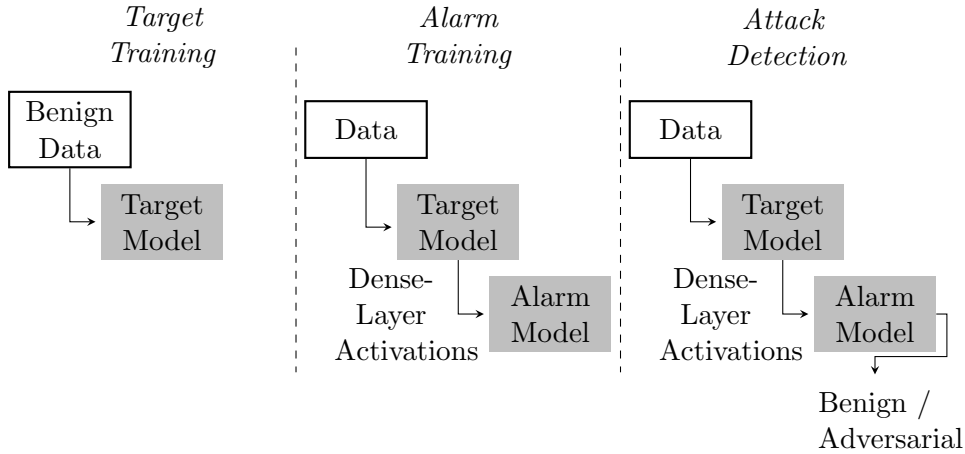 Target
Training
Benign
Data
Target
Model
Alarm
Training
Data
Target
Model
Dense-
Layer
Activations
Alarm
Model
Attack
Detection
Data
Target
Model
Dense-
Layer
Activations
Alarm
Model
Benign /
Adversarial